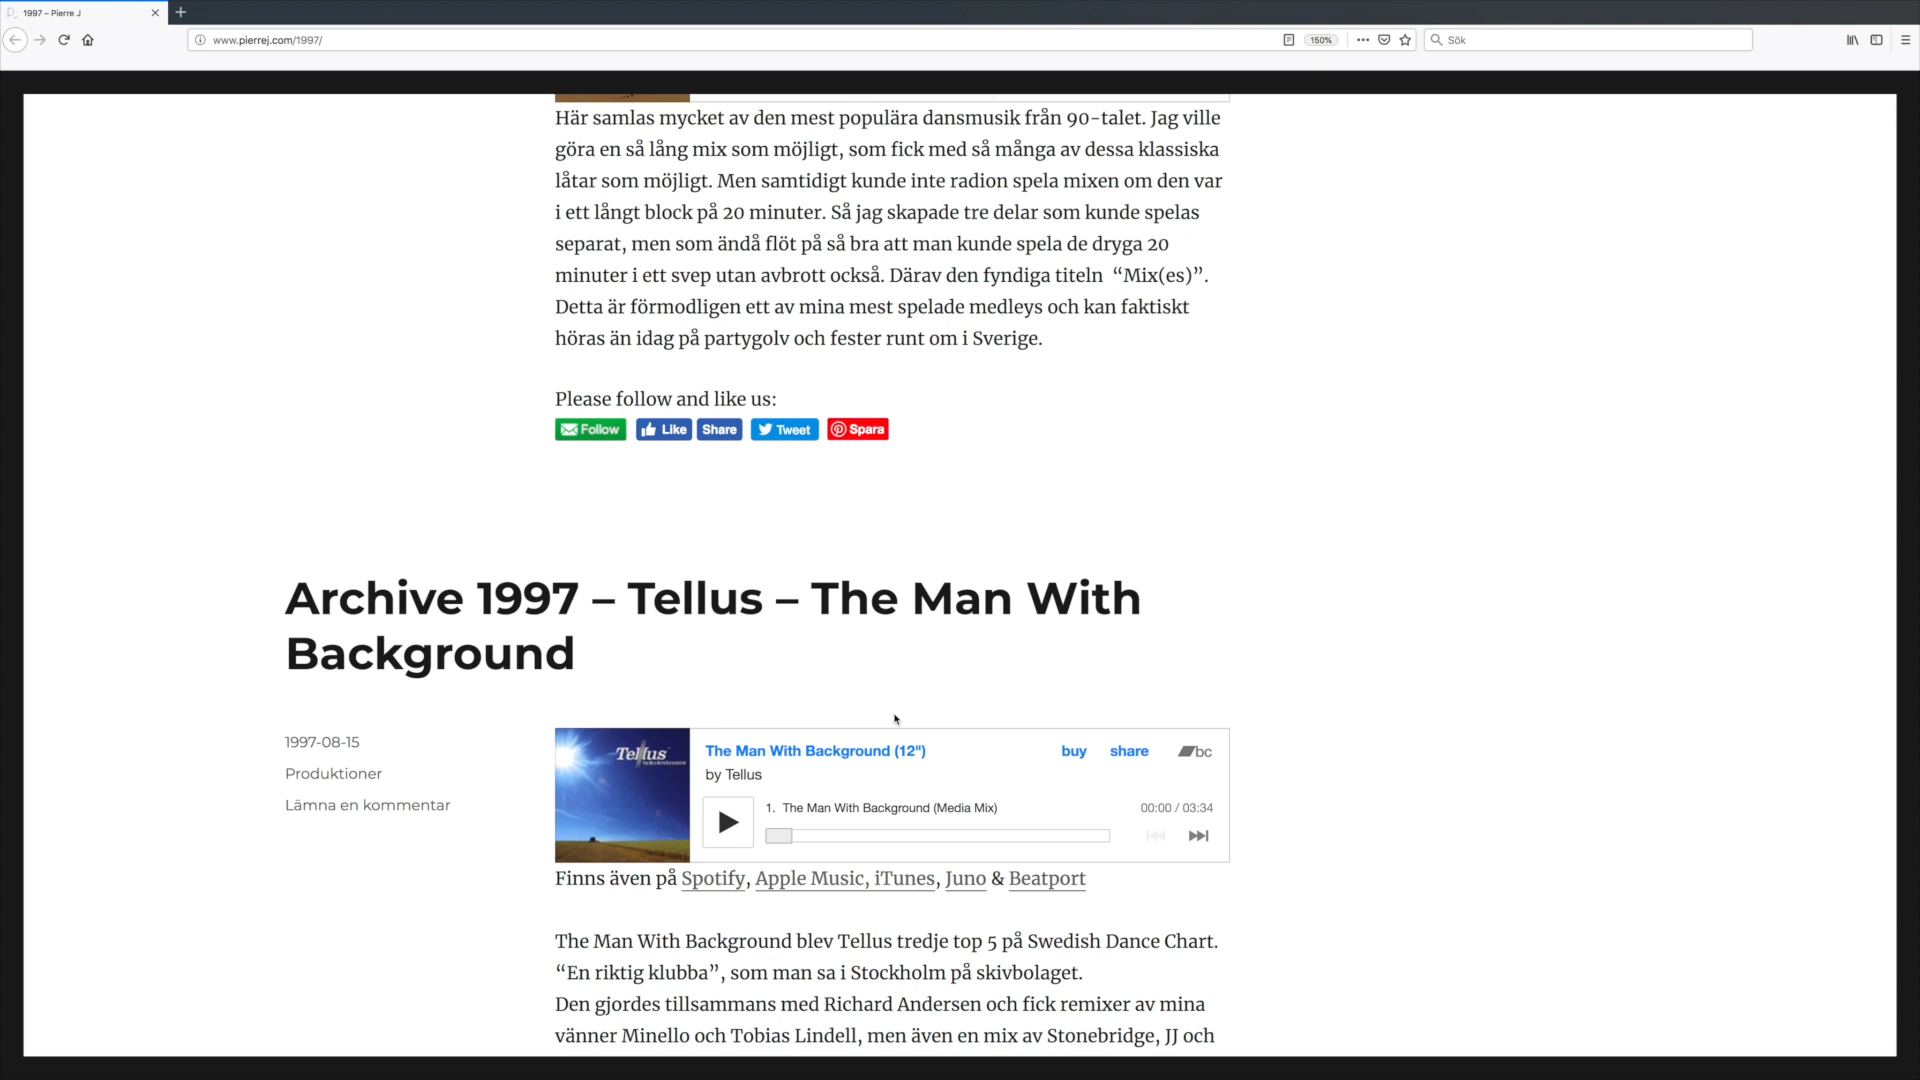 1997 – Pierre J
www.pierrej.com/1997/
150%
Sök
Här samlas mycket av den mest populära dansmusik från 90-talet. Jag ville
göra en så lång mix som möjligt, som fick med så många av dessa klassiska
låtar som möjligt. Men samtidigt kunde inte radion spela mixen om den var
i ett långt block på 20 minuter. Så jag skapade tre delar som kunde spelas
separat, men som ändå flöt på så bra att man kunde spela de dryga 20
minuter i ett svep utan avbrott också. Därav den fyndiga titeln “Mix(es)”.
Detta är förmodligen ett av mina mest spelade medleys och kan faktiskt
höras än idag på partygolv och fester runt om i Sverige.
Please follow and like us:
Follow Like Share Tweet Spara
Archive 1997 – Tellus – The Man With
Background
1997-08-15
Produktioner
Lämna en kommentar
Tellus
The Man With Background (12")
buy share bc
by Tellus
1. The Man With Background (Media Mix) 00:00 / 03:34
Finns även på Spotify, Apple Music, iTunes, Juno & Beatport
The Man With Background blev Tellus tredje top 5 på Swedish Dance Chart.
“En riktig klubba”, som man sa i Stockholm på skivbolaget.
Den gjordes tillsammans med Richard Andersen och fick remixer av mina
vänner Minello och Tobias Lindell, men även en mix av Stonebridge, JJ och